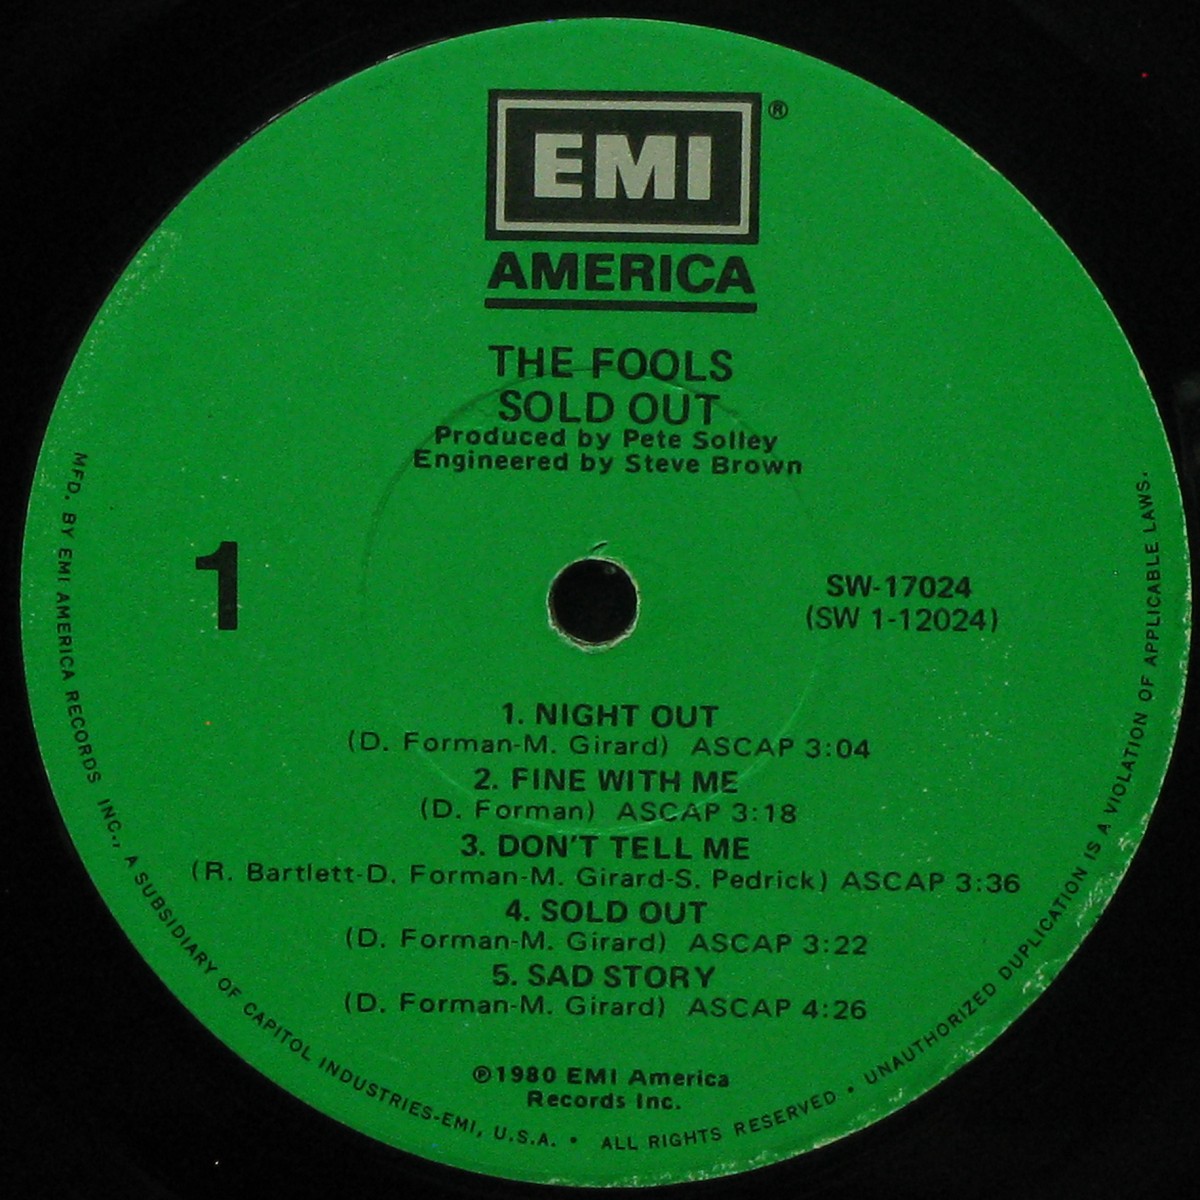 EMI ®
AMERICA
THE FOOLS
SOLD OUT
Produced by Pete Solley
Engineered by Steve Brown
1
SW-17024
(SW 1-12024)
1. NIGHT OUT
(D. Forman-M. Girard) ASCAP 3:04
2. FINE WITH ME
(D. Forman) ASCAP 3:18
3. DON'T TELL ME
(R. Bartlett-D. Forman-M. Girard-S. Pedrick) ASCAP 3:36
4. SOLD OUT
(D. Forman-M. Girard) ASCAP 3:22
5. SAD STORY
(D. Forman-M. Girard) ASCAP 4:26
℗1980 EMI America
Records Inc.
MFD. BY EMI AMERICA RECORDS INC., A SUBSIDIARY OF CAPITOL INDUSTRIES-EMI, U.S.A. • ALL RIGHTS RESERVED • UNAUTHORIZED DUPLICATION IS A VIOLATION OF APPLICABLE LAWS.